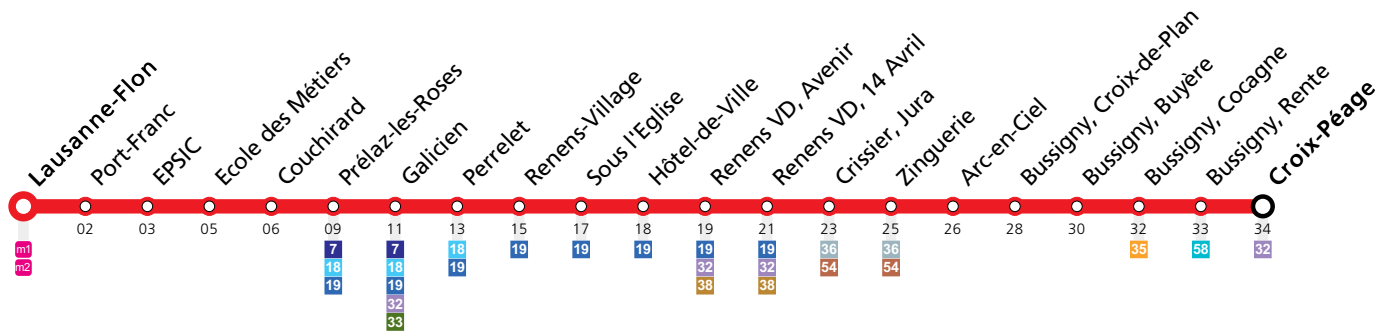 Lausanne-Flon
Port-Franc
EPSIC
Ecole des Métiers
Couchirard
Prélaz-les-Roses
Galicien
Perrelet
Renens-Village
Sous l'Eglise
Hôtel-de-Ville
Renens VD, Avenir
Renens VD, 14 Avril
Crissier, Jura
Zinguerie
Arc-en-Ciel
Bussigny, Croix-de-Plan
Bussigny, Buyère
Bussigny, Cocagne
Bussigny, Rente
Croix-Péage
02 03 05 06 09 11 13 15 17 18 19 21 23 25 26 28 30 32 33 34
m1 7 7 18 19 19 19 19 19 36 36 35 58 32
m2 18 18 19 32 32 54 54
19 19 38 38
32
33